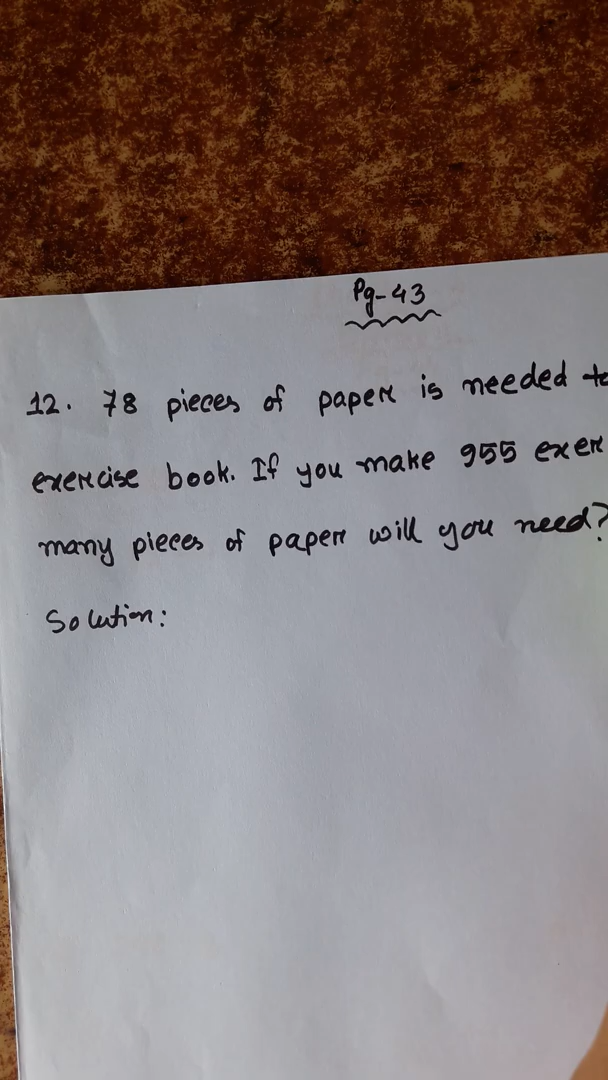 Pg-43
12. 78 pieces of paper is needed to
exercise book. If you make 955 exer
many pieces of paper will you need?
Solution: